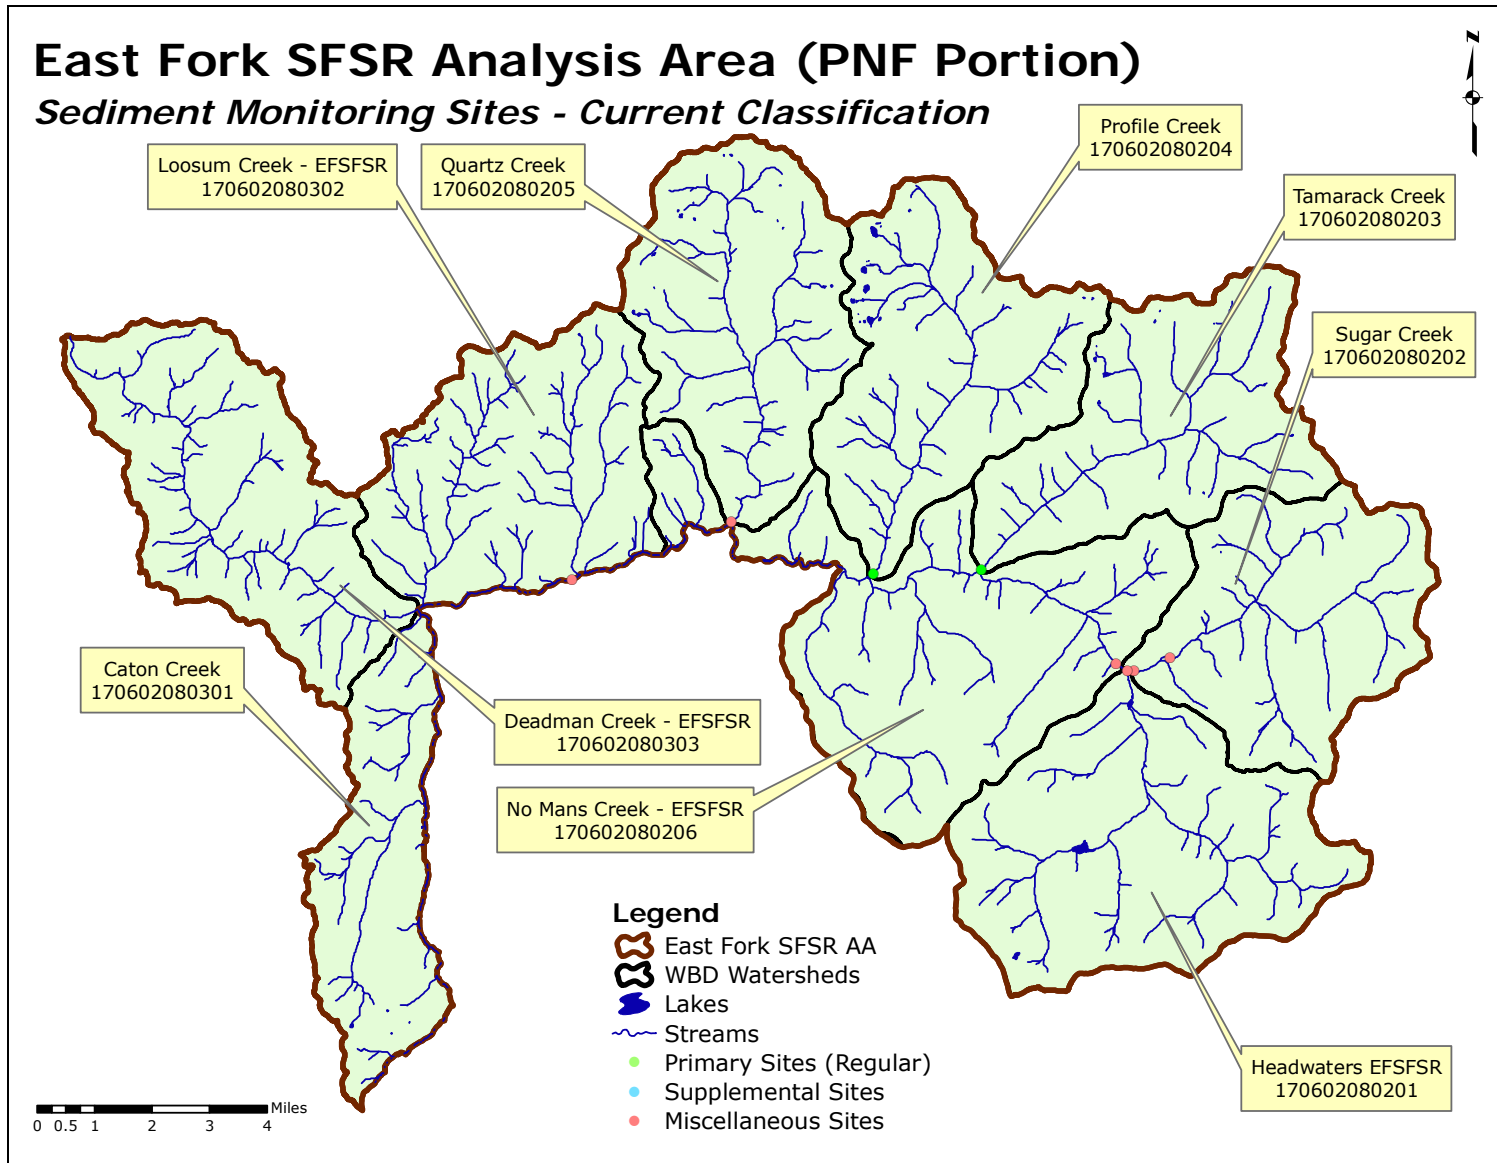 East Fork SFSR Analysis Area (PNF Portion)
Sediment Monitoring Sites - Current Classification
N
Profile Creek
170602080204
Loosum Creek - EFSFSR
170602080302
Quartz Creek
170602080205
Tamarack Creek
170602080203
Sugar Creek
170602080202
Caton Creek
170602080301
Deadman Creek - EFSFSR
170602080303
No Mans Creek - EFSFSR
170602080206
Headwaters EFSFSR
170602080201
Legend
East Fork SFSR AA
WBD Watersheds
Lakes
Streams
Primary Sites (Regular)
Supplemental Sites
Miscellaneous Sites
Miles
0 0.5 1 2 3 4